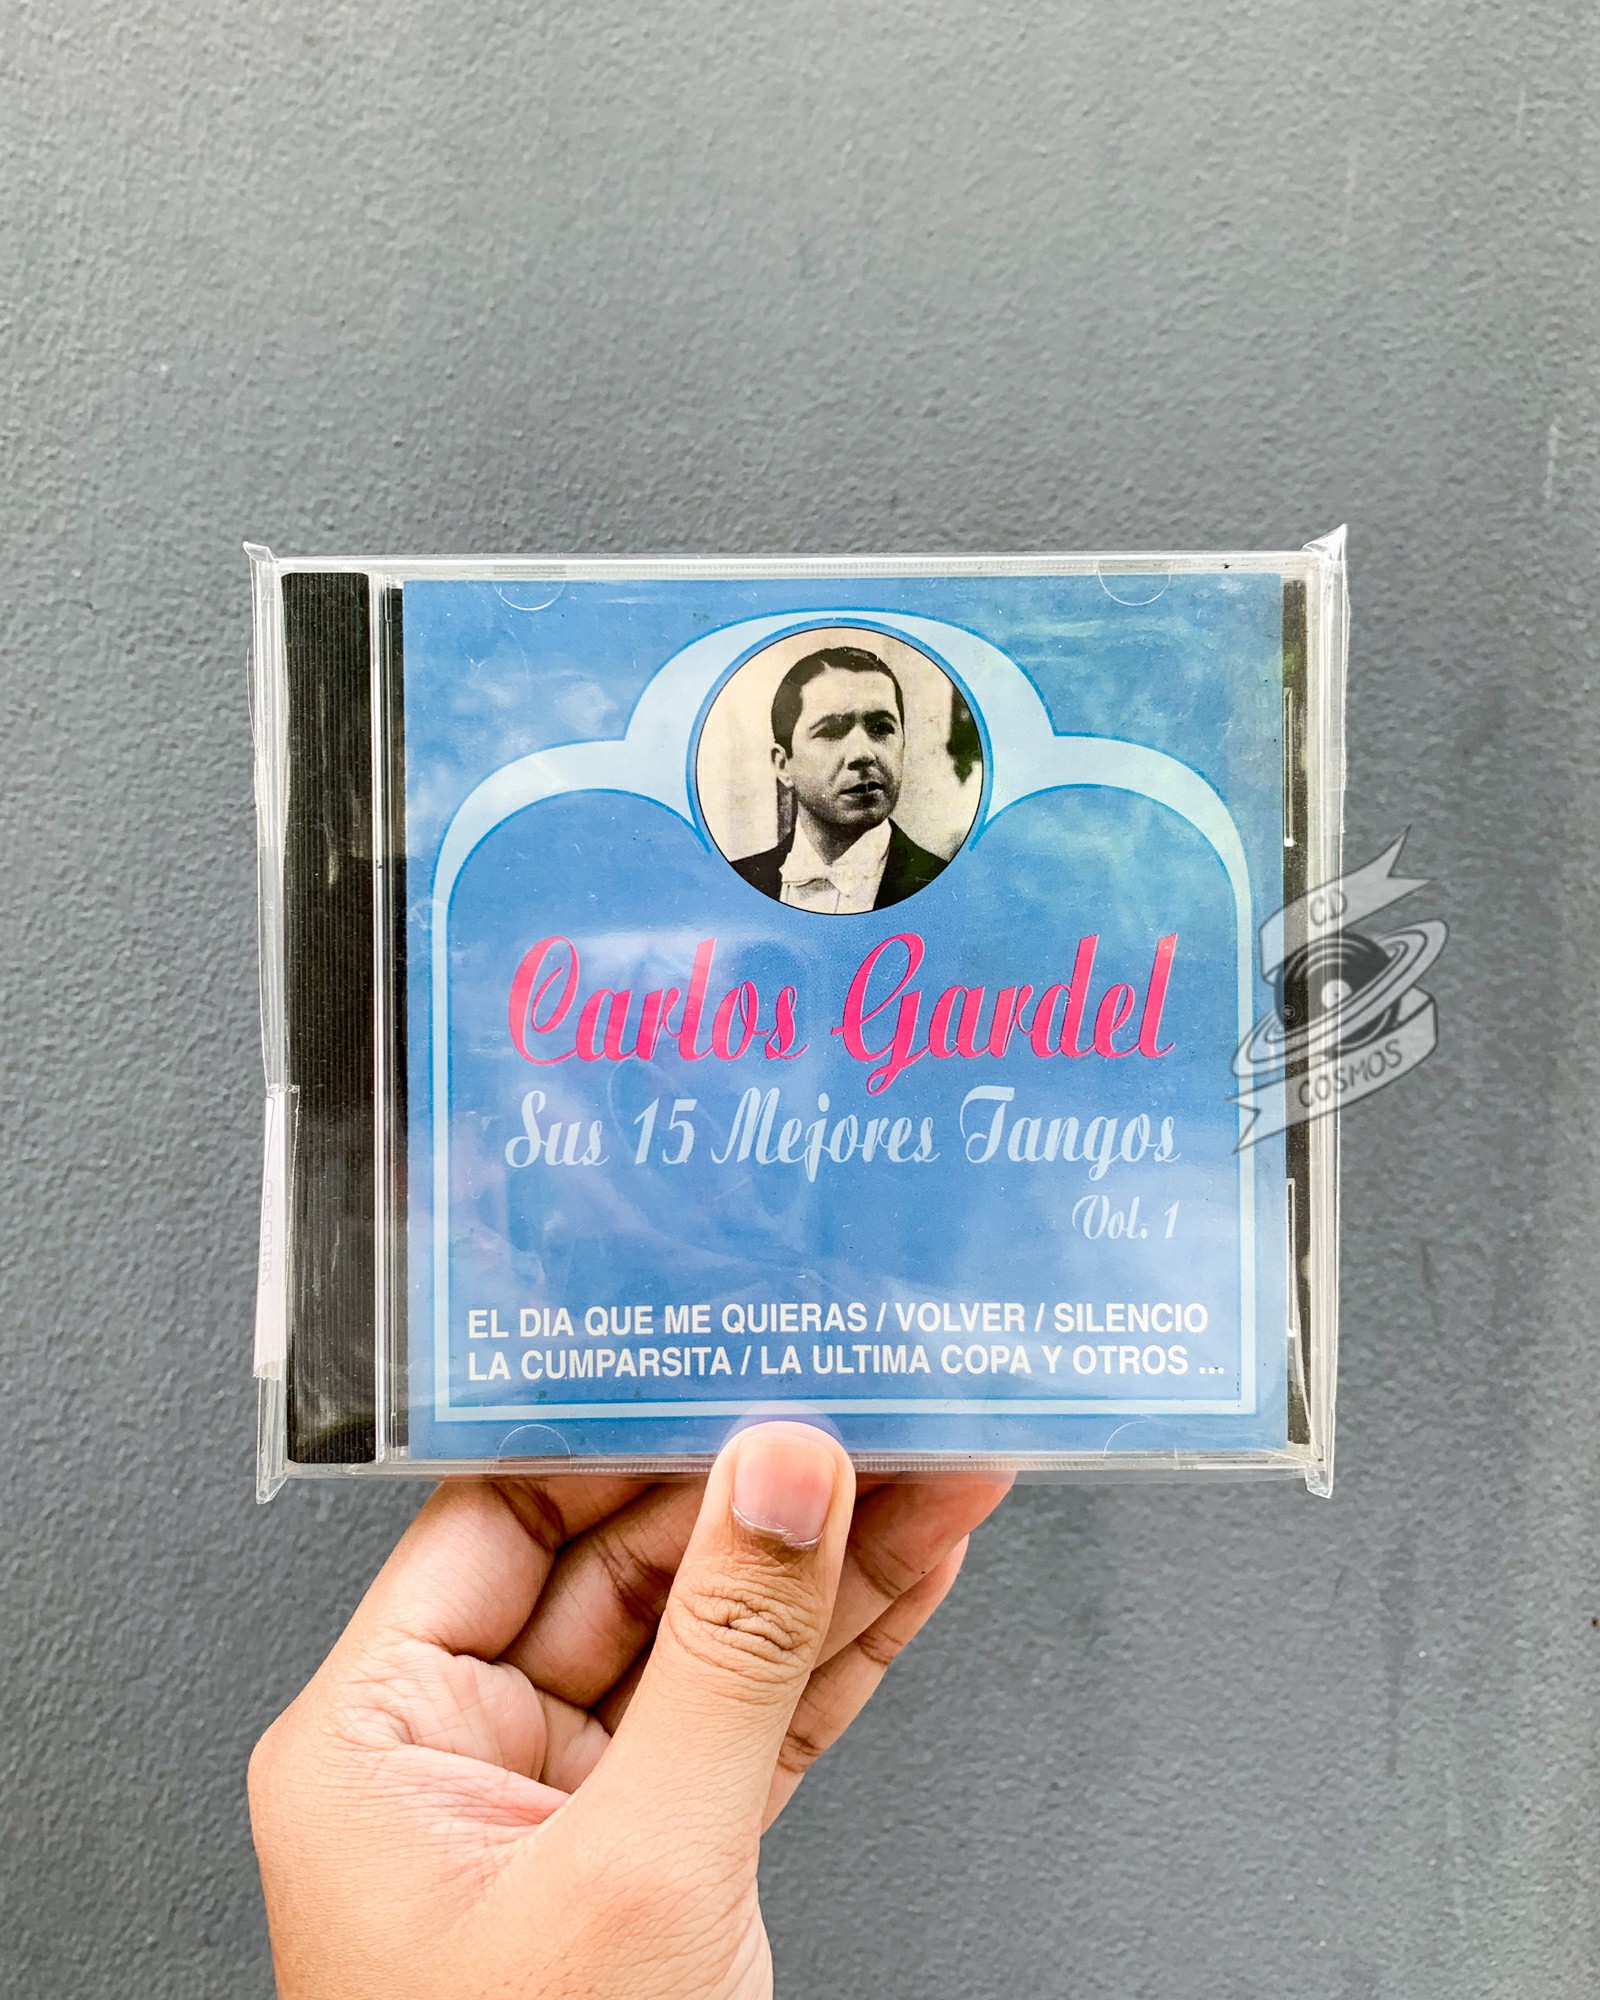 Carlos Gardel
Sus 15 Mejores Tangos
Vol. 1
EL DIA QUE ME QUIERAS / VOLVER / SILENCIO
LA CUMPARSITA / LA ULTIMA COPA Y OTROS ...
CD
COSMOS